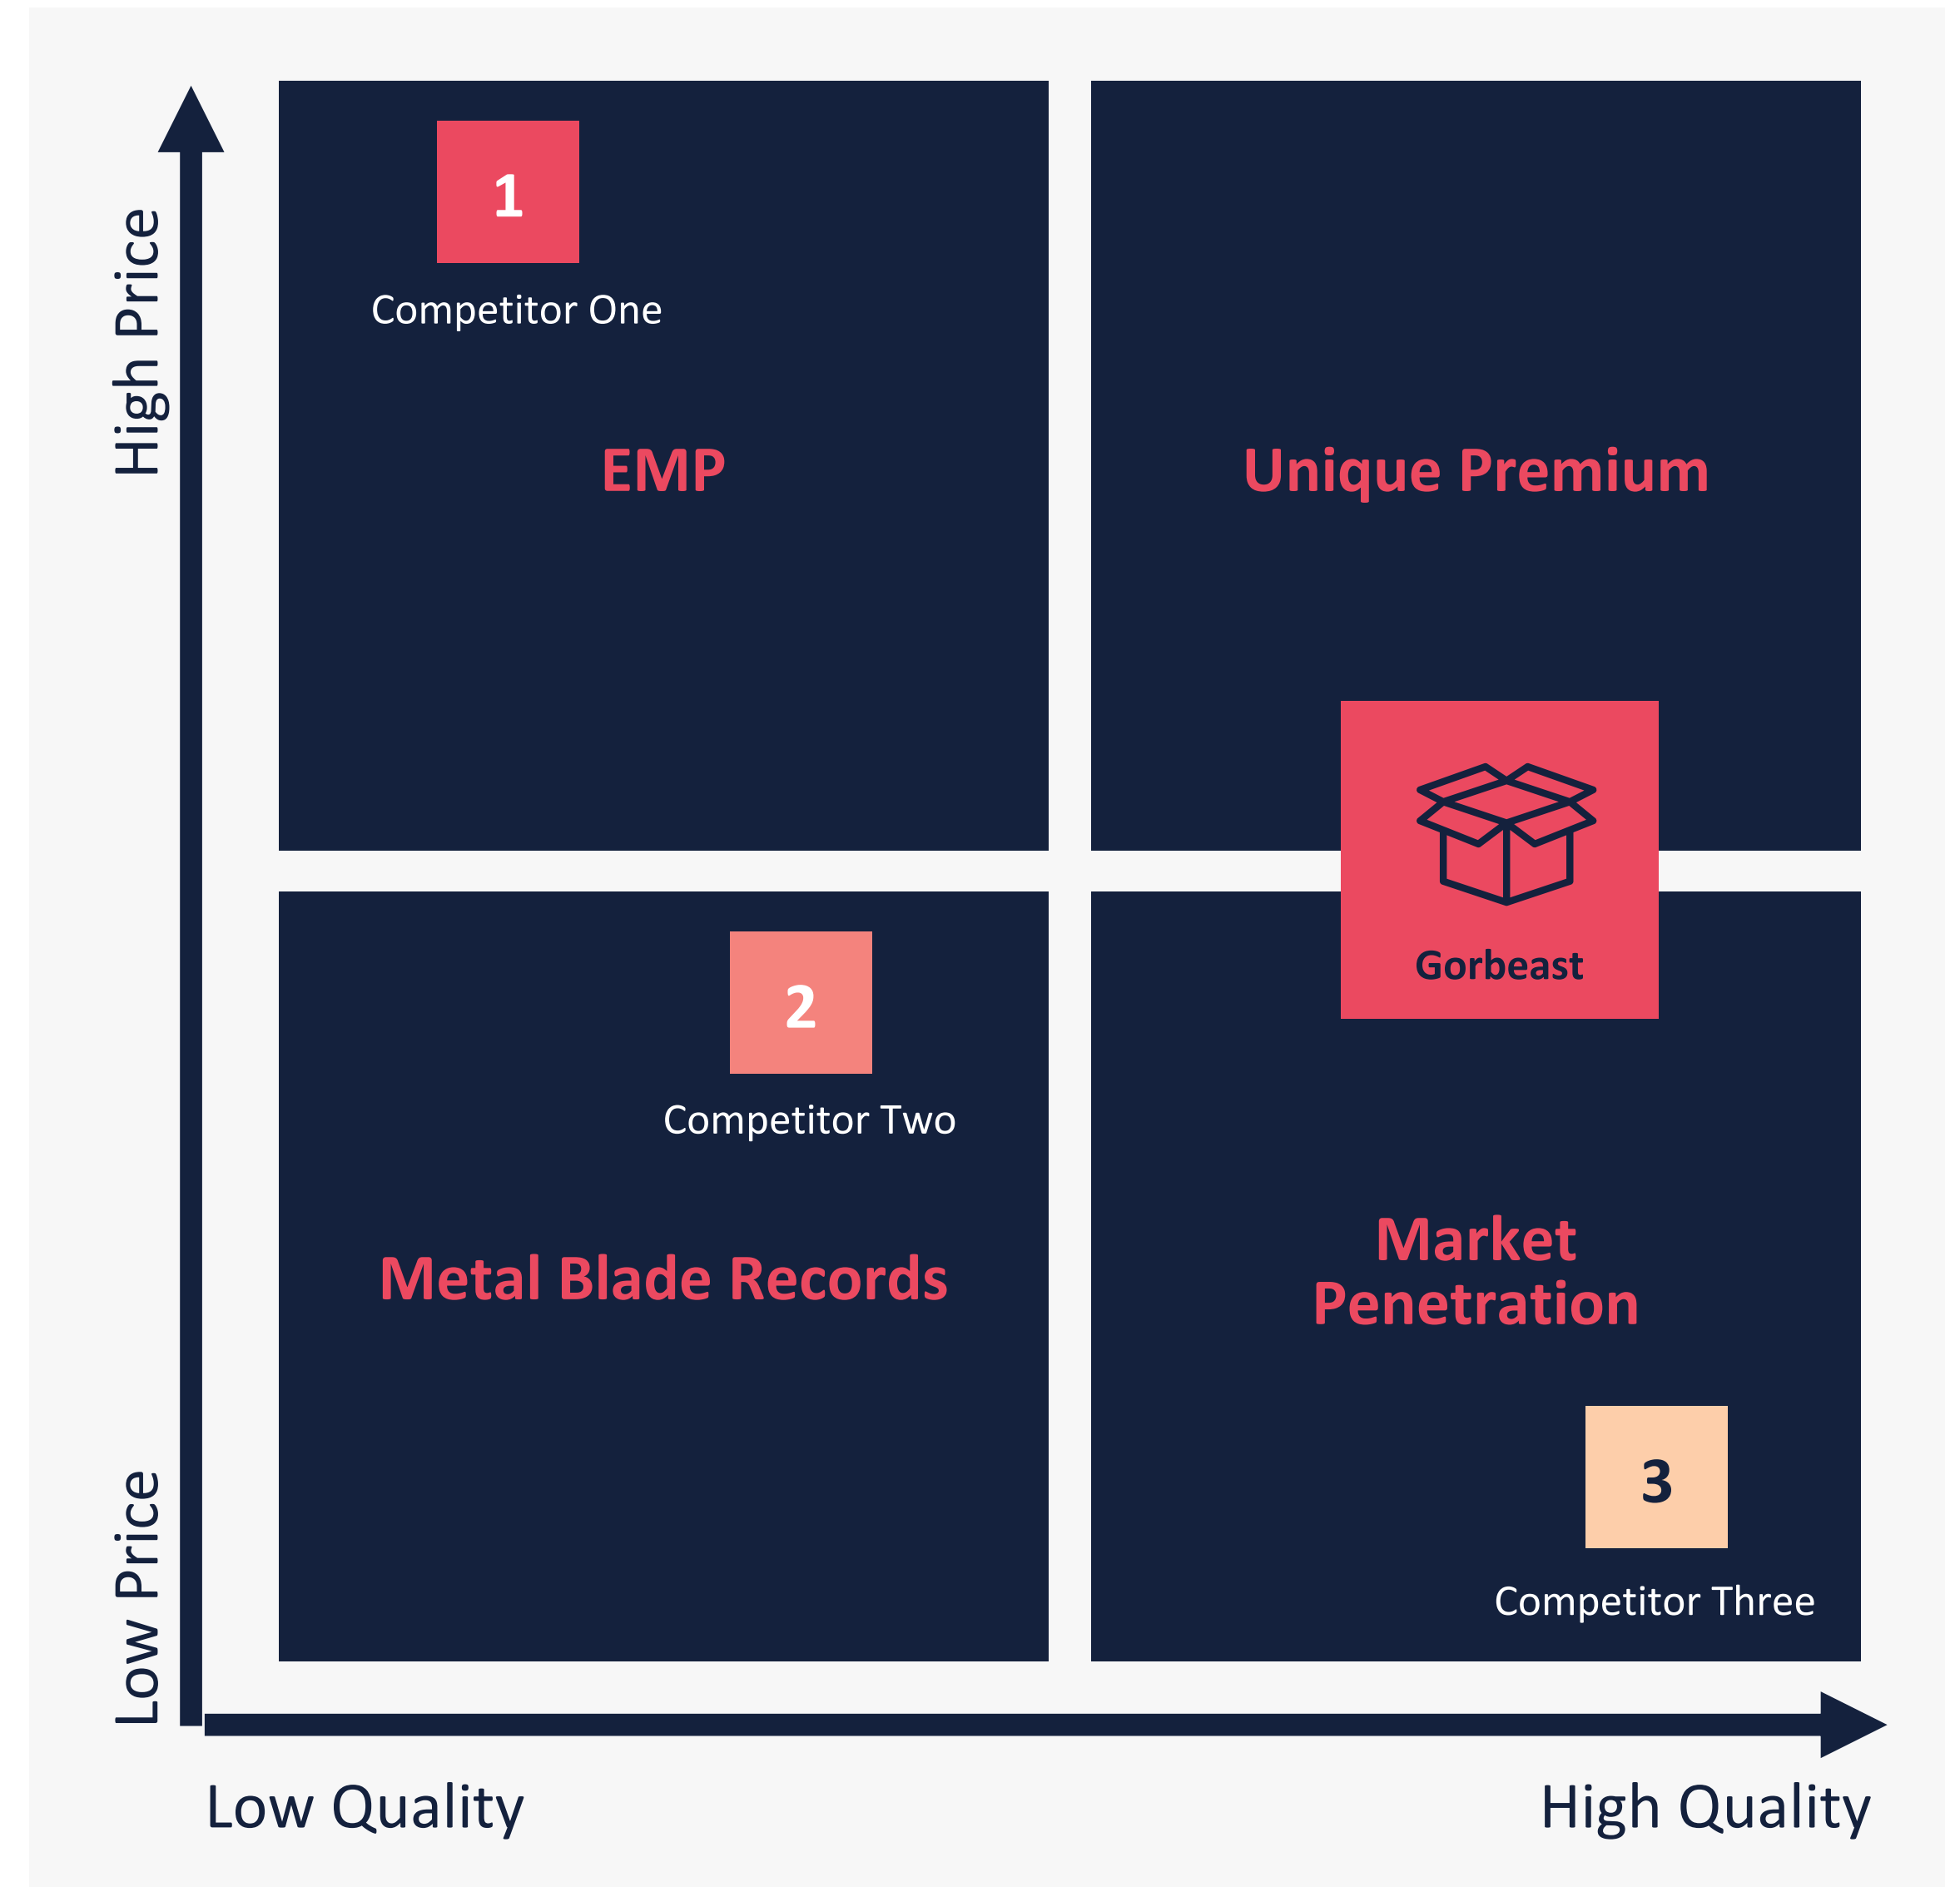 High Price
1
Competitor One
EMP
Unique Premium
Gorbeast
2
Competitor Two
Metal Blade Records
Market
Penetration
3
Competitor Three
Low Price
Low Quality
High Quality